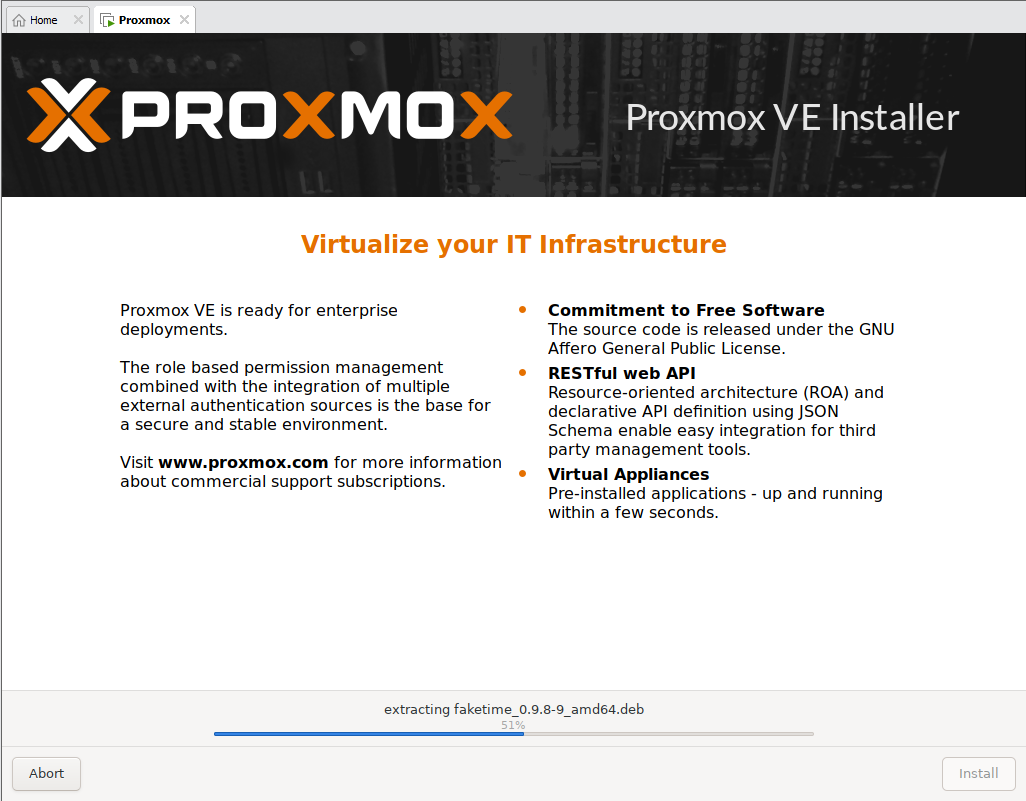 Home
Proxmox
PROXMOX
Proxmox VE Installer
Virtualize your IT Infrastructure
Proxmox VE is ready for enterprise
deployments.
The role based permission management
combined with the integration of multiple
external authentication sources is the base for
a secure and stable environment.
Visit www.proxmox.com for more information
about commercial support subscriptions.
Commitment to Free Software
The source code is released under the GNU
Affero General Public License.
RESTful web API
Resource-oriented architecture (ROA) and
declarative API definition using JSON
Schema enable easy integration for third
party management tools.
Virtual Appliances
Pre-installed applications - up and running
within a few seconds.
extracting faketime_0.9.8-9_amd64.deb
51%
Abort
Install